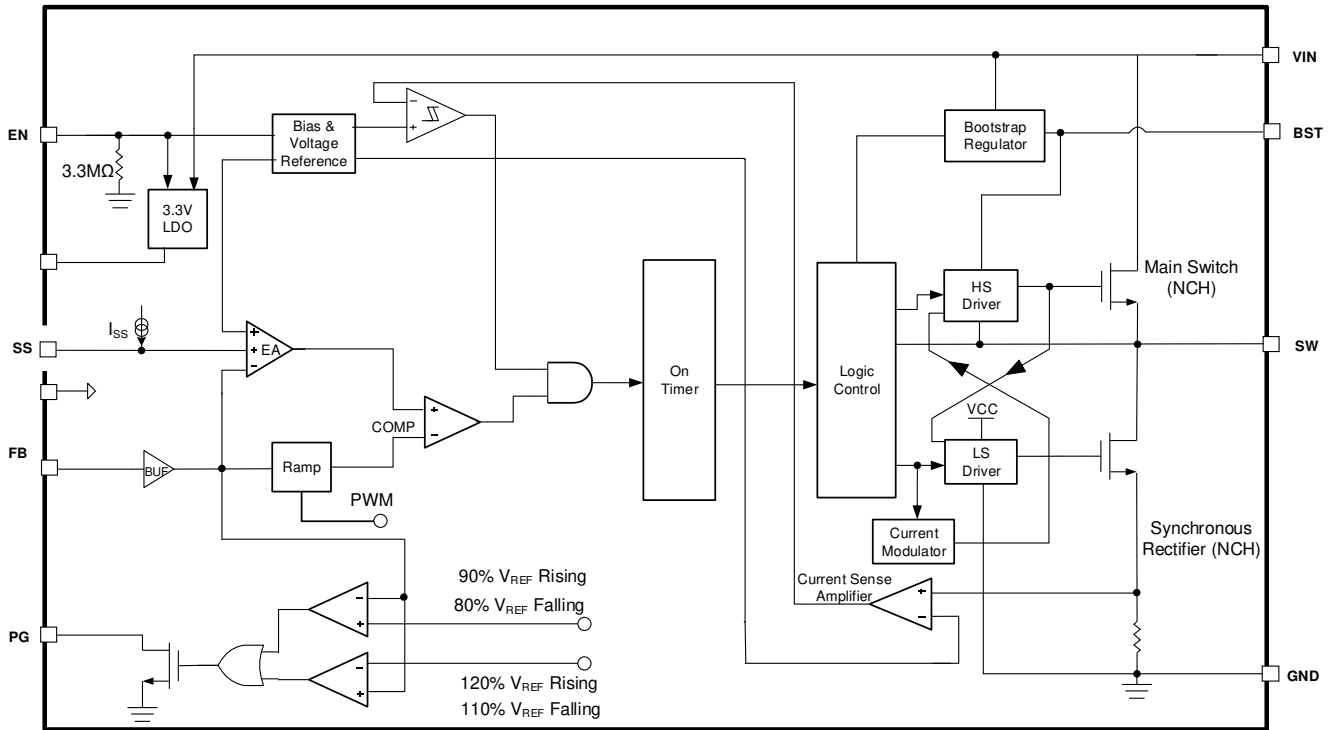 VIN
EN
Bias &
Voltage
Reference
Bootstrap
Regulator
BST
3.3MΩ
3.3V
LDO
HS
Driver
Main Switch
(NCH)
ISS
SS
EA
SW
On
Timer
Logic
Control
VCC
COMP
LS
Driver
FB
BUF
Ramp
PWM
Current
Modulator
Synchronous
Rectifier (NCH)
Current Sense
Amplifier
90% VREF Rising
80% VREF Falling
PG
120% VREF Rising
110% VREF Falling
GND